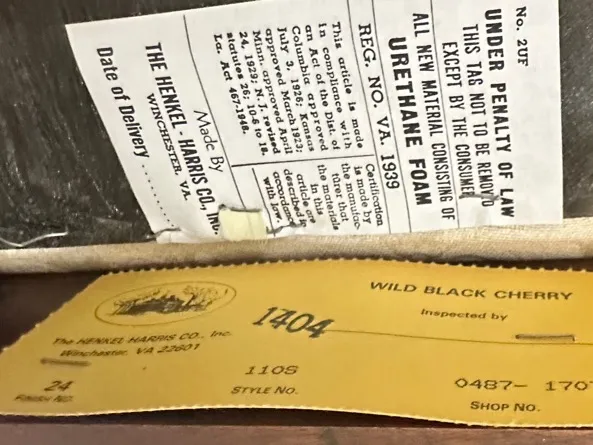 No. 2UF
UNDER PENALTY OF LAW
THIS TAG NOT TO BE REMOVED
EXCEPT BY THE CONSUMER
ALL NEW MATERIAL CONSISTING OF
URETHANE FOAM
REG. NO. VA. 1939
This article is made
in compliance with
an Act of the Dist. of
Columbia approved
July 3, 1926; Kansas
approved March 1923;
Minn. approved April
24, 1929; N.J. revised
statutes 26; 10-6 to 18.
La. Act 467-1948.
Certification
is made by
the manufac-
turer that
the materials
in this
article are
described in
accordance
with law.
Made By
THE HENKEL - HARRIS CO., INC.
WINCHESTER, VA.
Date of Delivery ........
The HENKEL HARRIS CO., Inc.
Winchester, VA 22601
1404
WILD BLACK CHERRY
Inspected by
24
FINISH NO.
110S
STYLE NO.
0487- 170
SHOP NO.